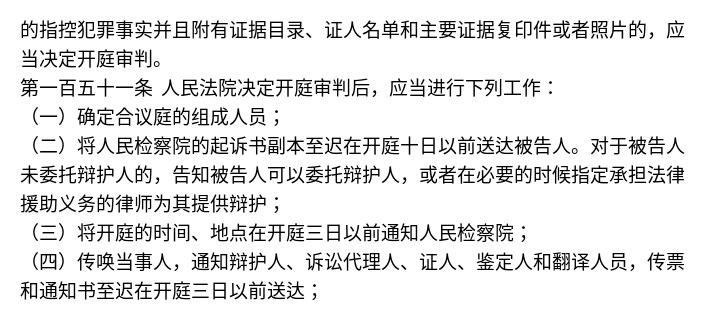 的指控犯罪事实并且附有证据目录、证人名单和主要证据复印件或者照片的，应
当决定开庭审判。
第一百五十一条 人民法院决定开庭审判后，应当进行下列工作：
（一）确定合议庭的组成人员；
（二）将人民检察院的起诉书副本至迟在开庭十日以前送达被告人。对于被告人
未委托辩护人的，告知被告人可以委托辩护人，或者在必要的时候指定承担法律
援助义务的律师为其提供辩护；
（三）将开庭的时间、地点在开庭三日以前通知人民检察院；
（四）传唤当事人，通知辩护人、诉讼代理人、证人、鉴定人和翻译人员，传票
和通知书至迟在开庭三日以前送达；